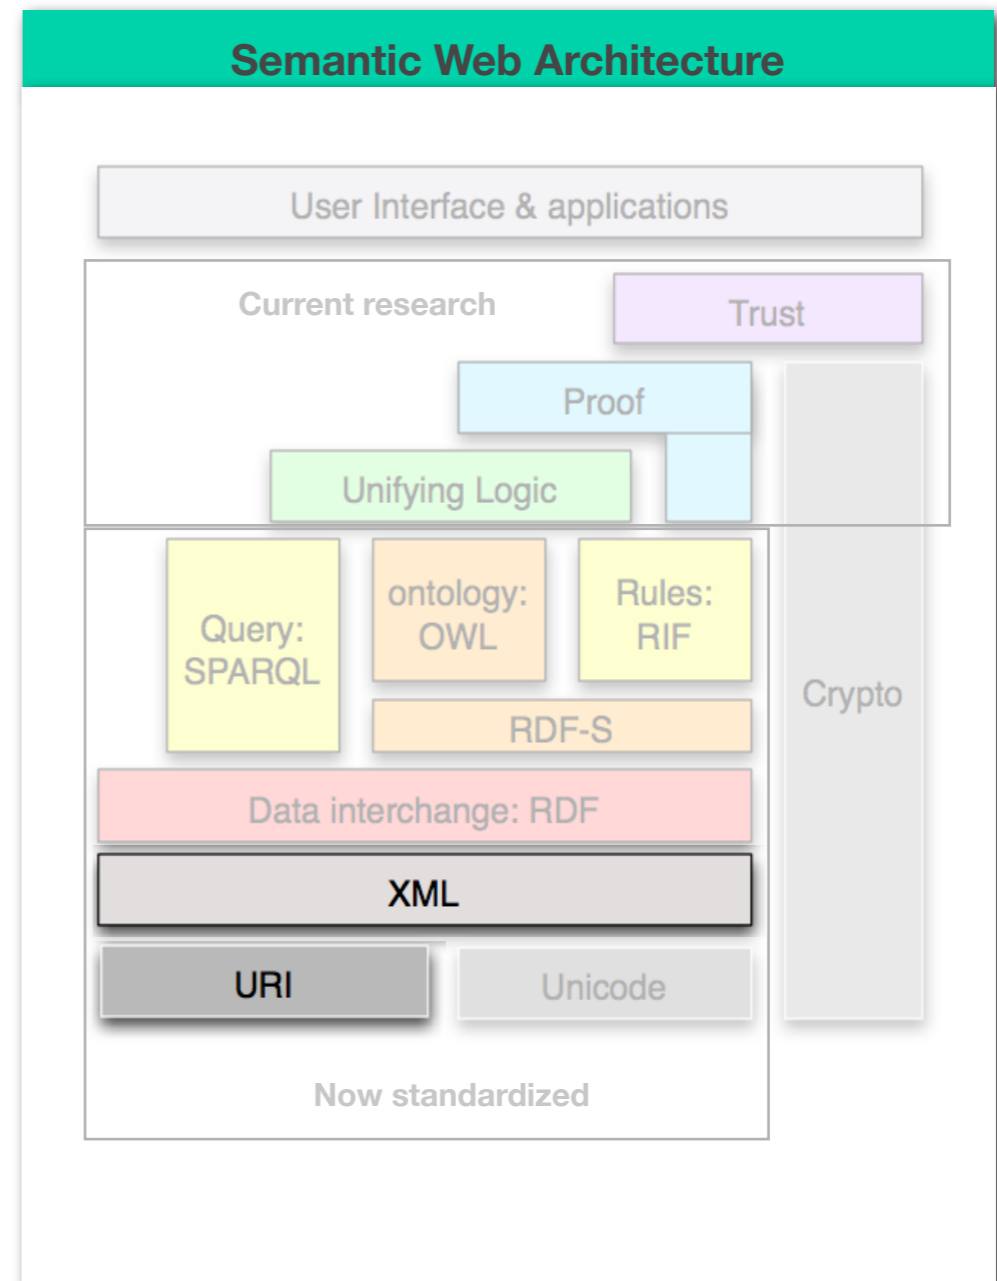 Semantic Web Architecture
User Interface & applications
Current research
Trust
Proof
Unifying Logic
Query:
SPARQL
ontology:
OWL
Rules:
RIF
Crypto
RDF-S
Data interchange: RDF
XML
URI
Unicode
Now standardized